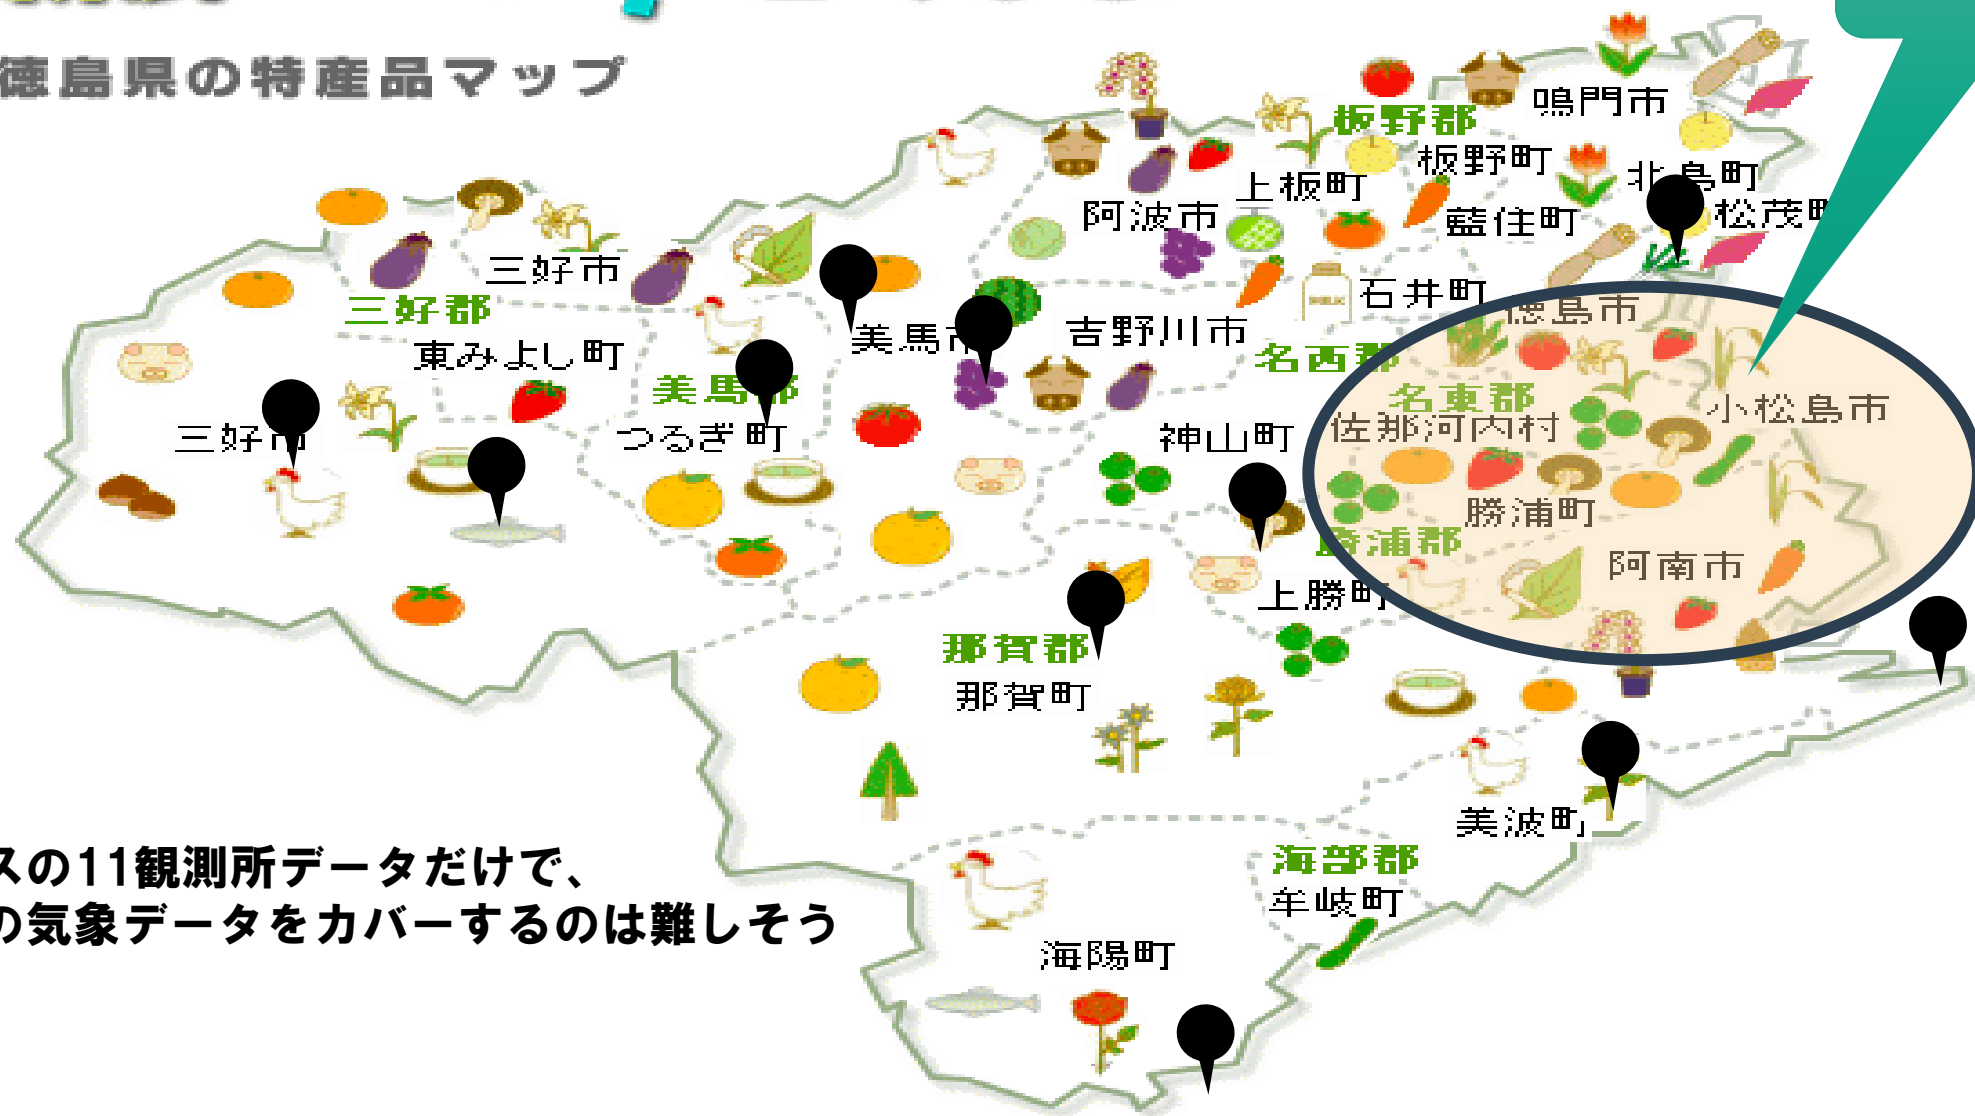 徳島県の特産品マップ
鳴門市
板野郡
板野町
北島町
上板町
阿波市
藍住町
松茂町
三好市
石井町
三好郡
徳島市
東みよし町
美馬市
吉野川市
名西郡
美馬郡
名東郡
小松島市
三好市
つるぎ町
神山町
佐那河内村
勝浦町
勝浦郡
阿南市
上勝町
那賀郡
那賀町
美波町
海部郡
牟岐町
海陽町
スの11観測所データだけで、
の気象データをカバーするのは難しそう